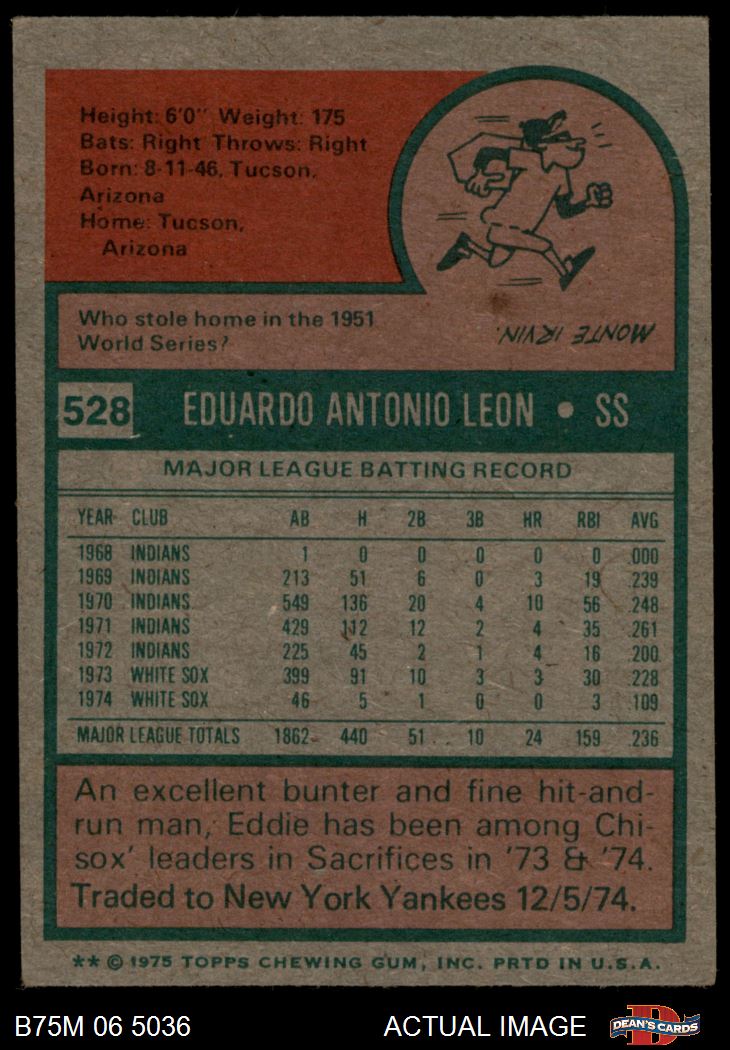 Height: 6'0" Weight: 175
Bats: Right Throws: Right
Born: 8-11-46, Tucson,
Arizona
Home: Tucson,
Arizona
Who stole home in the 1951
World Series?
MONTE IRVIN.
528 EDUARDO ANTONIO LEON • SS
MAJOR LEAGUE BATTING RECORD
YEAR CLUB AB H 2B 3B HR RBI AVG
1968 INDIANS 1 0 0 0 0 0 .000
1969 INDIANS 213 51 6 0 3 19 .239
1970 INDIANS 549 136 20 4 10 56 .248
1971 INDIANS 429 112 12 2 4 35 .261
1972 INDIANS 225 45 2 1 4 16 .200
1973 WHITE SOX 399 91 10 3 3 30 .228
1974 WHITE SOX 46 5 1 0 0 3 .109
MAJOR LEAGUE TOTALS 1862 440 51 10 24 159 .236
An excellent bunter and fine hit-and-
run man, Eddie has been among Chi-
sox' leaders in Sacrifices in '73 & '74.
Traded to New York Yankees 12/5/74.
** © 1975 TOPPS CHEWING GUM, INC. PRTD IN U.S.A.
B75M 06 5036 ACTUAL IMAGE DEAN'S CARDS